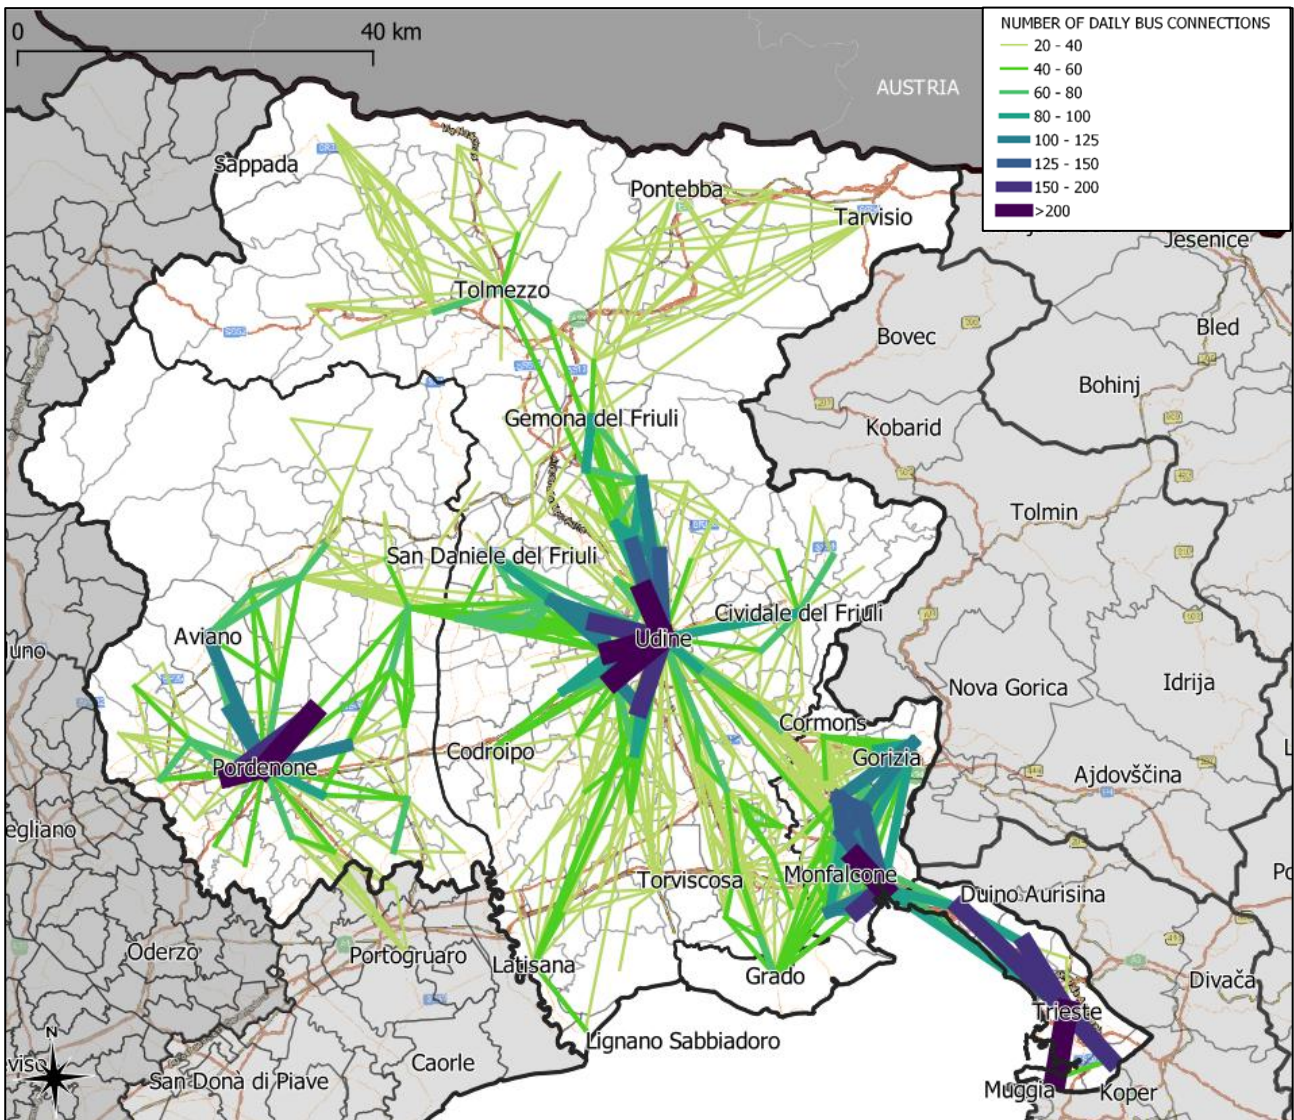 0 40 km
NUMBER OF DAILY BUS CONNECTIONS
20 - 40
40 - 60
60 - 80
80 - 100
100 - 125
125 - 150
150 - 200
>200
AUSTRIA
Sappada
Pontebba
Tarvisio
Jesenice
Tolmezzo
Bovec
Bled
Bohinj
Gemona del Friuli
Kobarid
Tolmin
San Daniele del Friuli
Cividale del Friuli
Aviano
Udine
Nova Gorica
Idrija
Cormons
Codroipo
Gorizia
Pordenone
Ajdovščina
egliano
Torviscosa
Monfalcone
Duino Aurisina
Oderzo
Portogruaro
Latisana
Grado
Divača
Trieste
N
Lignano Sabbiadoro
Caorle
San Dona di Piave
Muggia
Koper